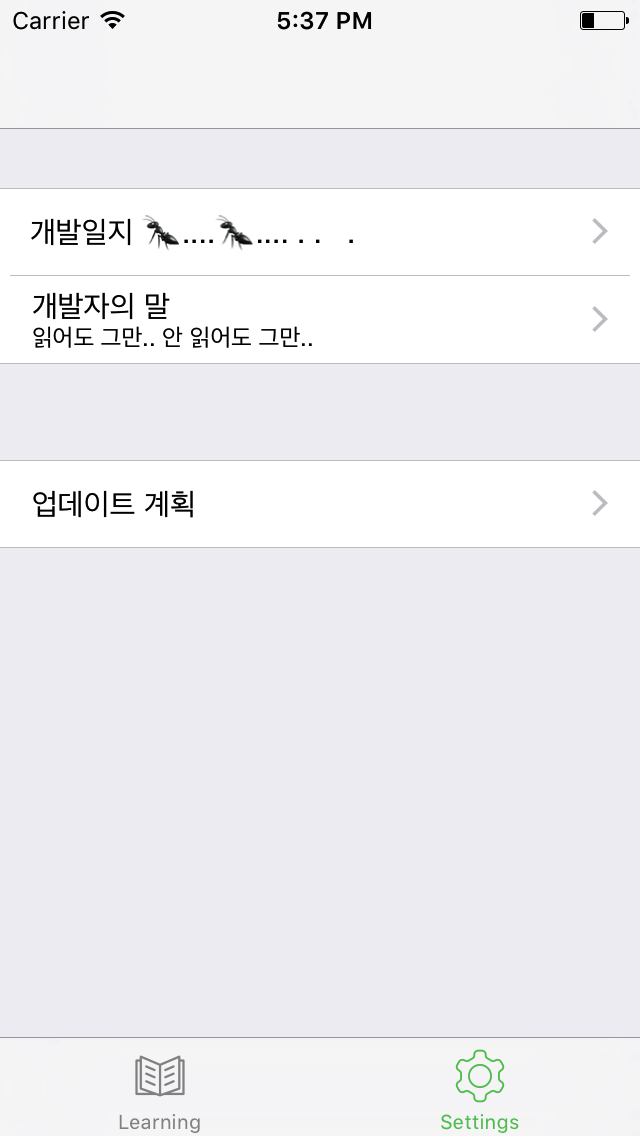 Carrier 5:37 PM
개발일지 🐜....🐜.... . .   .
개발자의 말
읽어도 그만.. 안 읽어도 그만..
업데이트 계획
Learning Settings